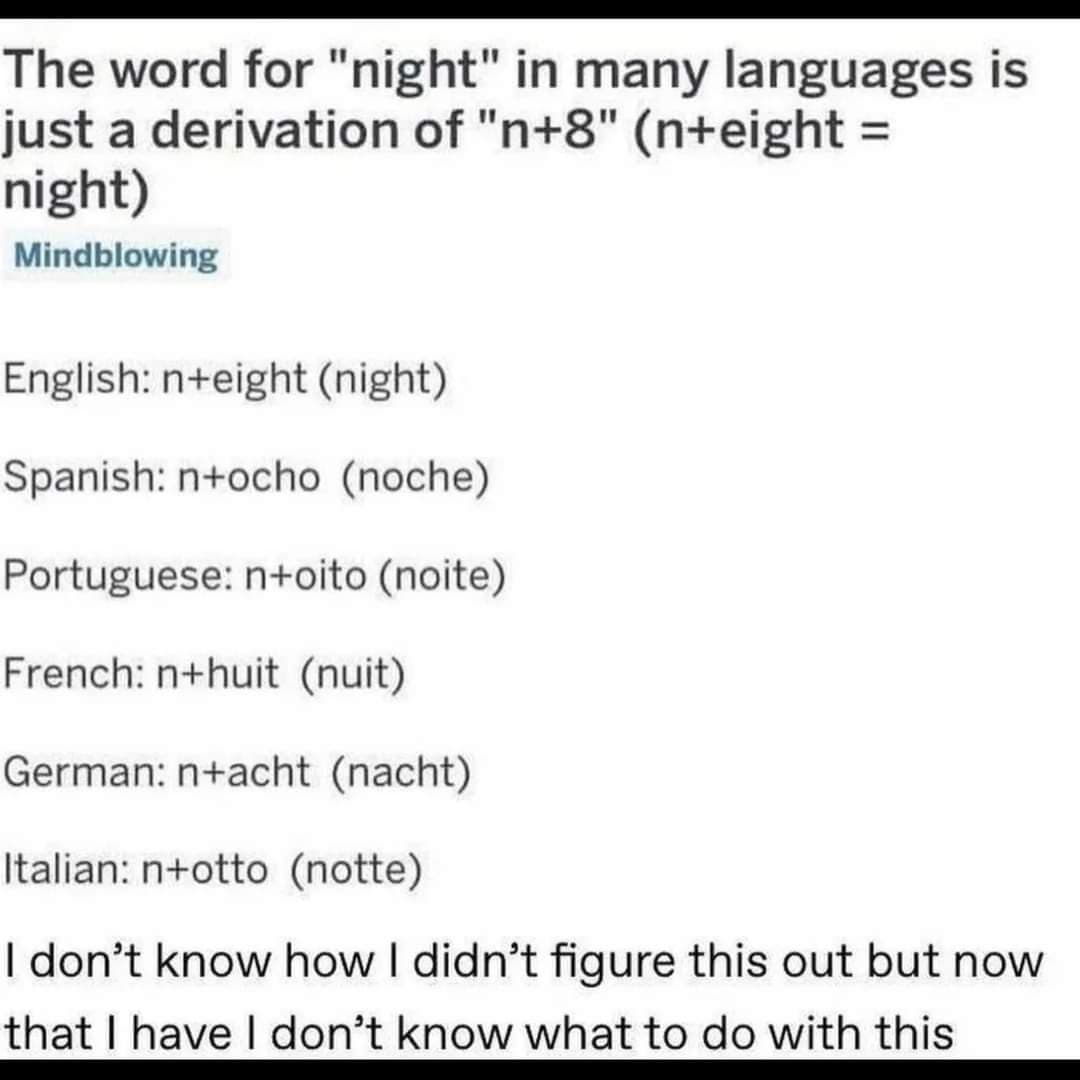 The word for "night" in many languages is
just a derivation of "n+8" (n+eight =
night)
Mindblowing
English: n+eight (night)
Spanish: n+ocho (noche)
Portuguese: n+oito (noite)
French: n+huit (nuit)
German: n+acht (nacht)
Italian: n+otto (notte)
I don’t know how I didn’t figure this out but now
that I have I don’t know what to do with this